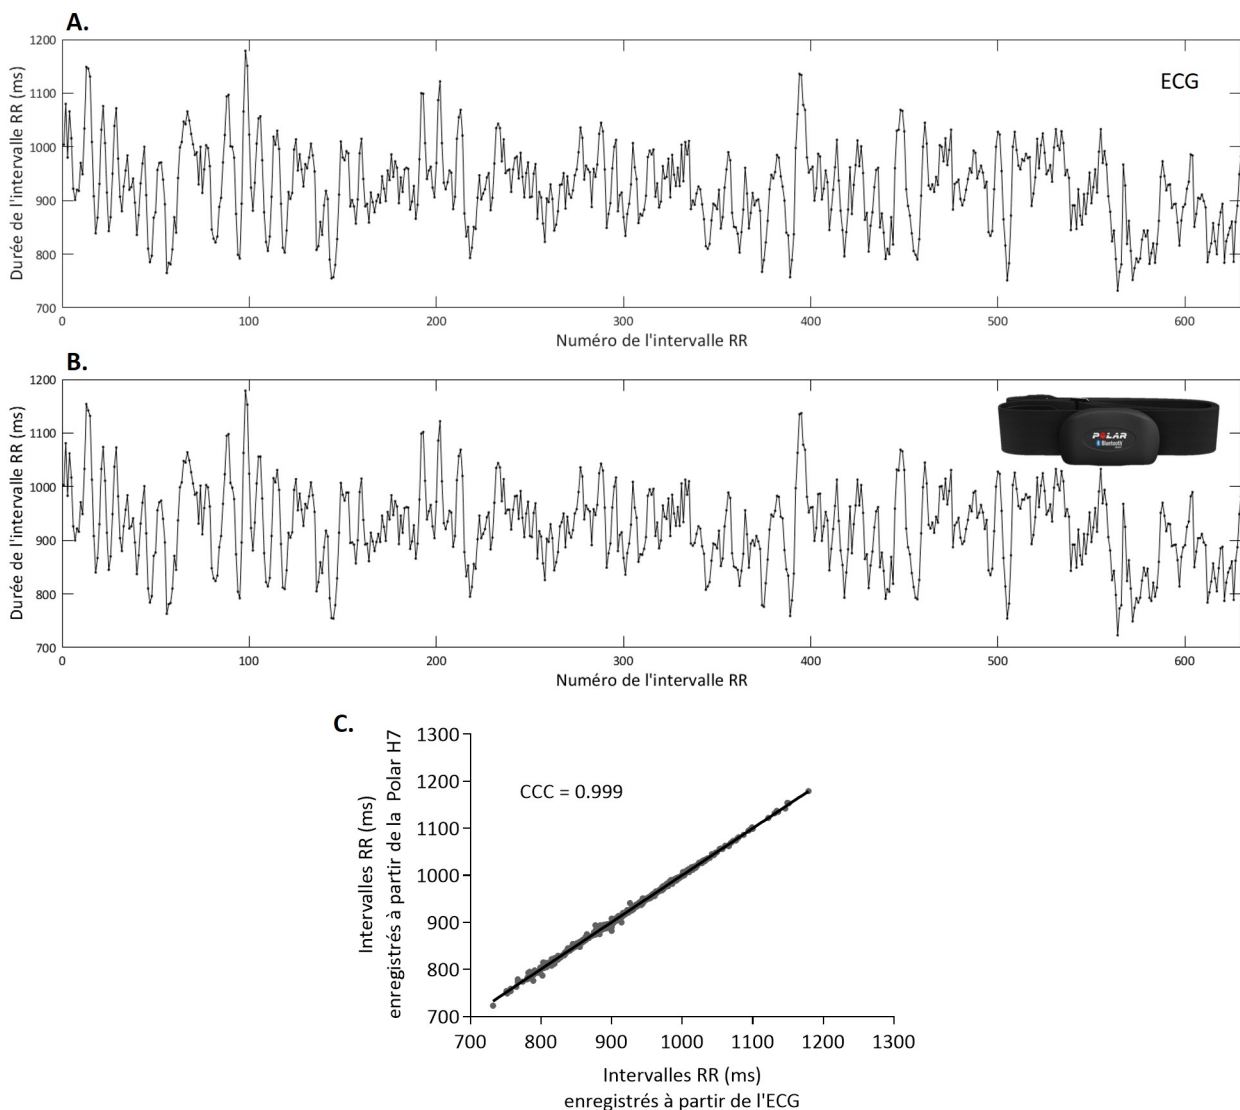 A.
1200
1100
1000
900
800
700
Durée de l'intervalle RR (ms)
ECG
0 100 200 300 400 500 600
Numéro de l'intervalle RR
B.
1200
1100
1000
900
800
700
Durée de l'intervalle RR (ms)
POLAR
Bluetooth
0 100 200 300 400 500 600
Numéro de l'intervalle RR
C.
Intervalles RR (ms)
enregistrés à partir de la Polar H7
1300
1200
1100
1000
900
800
700
CCC = 0.999
700 800 900 1000 1100 1200 1300
Intervalles RR (ms)
enregistrés à partir de l'ECG